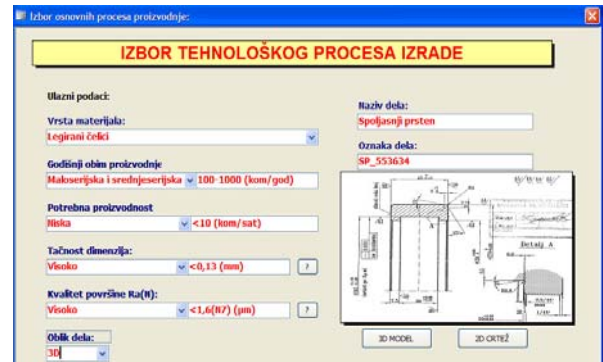 Izbor osnovnih procesa proizvodnje:
IZBOR TEHNOLOŠKOG PROCESA IZRADE
Ulazni podaci:
Vrsta materijala:
Legirani čelici
Godišnji obim proizvodnje
Maloserijska i srednjeserijska 100-1000 (kom/god)
Potrebna proizvodnost
Niska <10 (kom/sat)
Tačnost dimenzija:
Visoko <0,13 (mm) ?
Kvalitet površine Ra(N):
Visoko <1,6(N7) (µm) ?
Oblik dela:
3D
Naziv dela:
Spoljasnji prsten
Oznaka dela:
SP_553634
Detalj A
3D MODEL 2D CRTEŽ